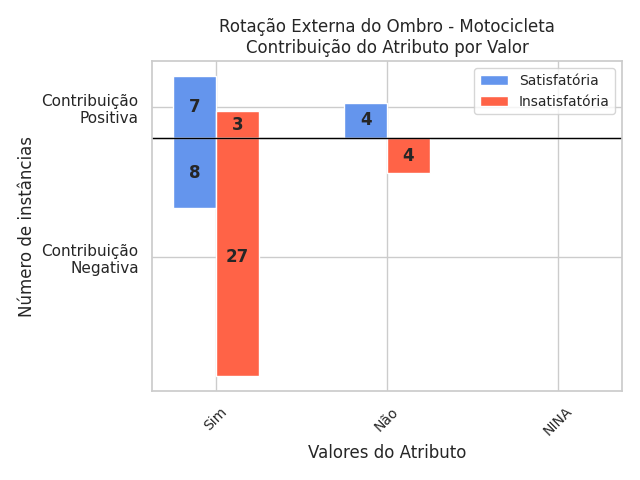 Rotação Externa do Ombro - Motocicleta
Contribuição do Atributo por Valor
Satisfatória
Insatisfatória
Contribuição
Positiva
Contribuição
Negativa
Número de instâncias
7
3
4
8
4
27
Sim
Não
NINA
Valores do Atributo